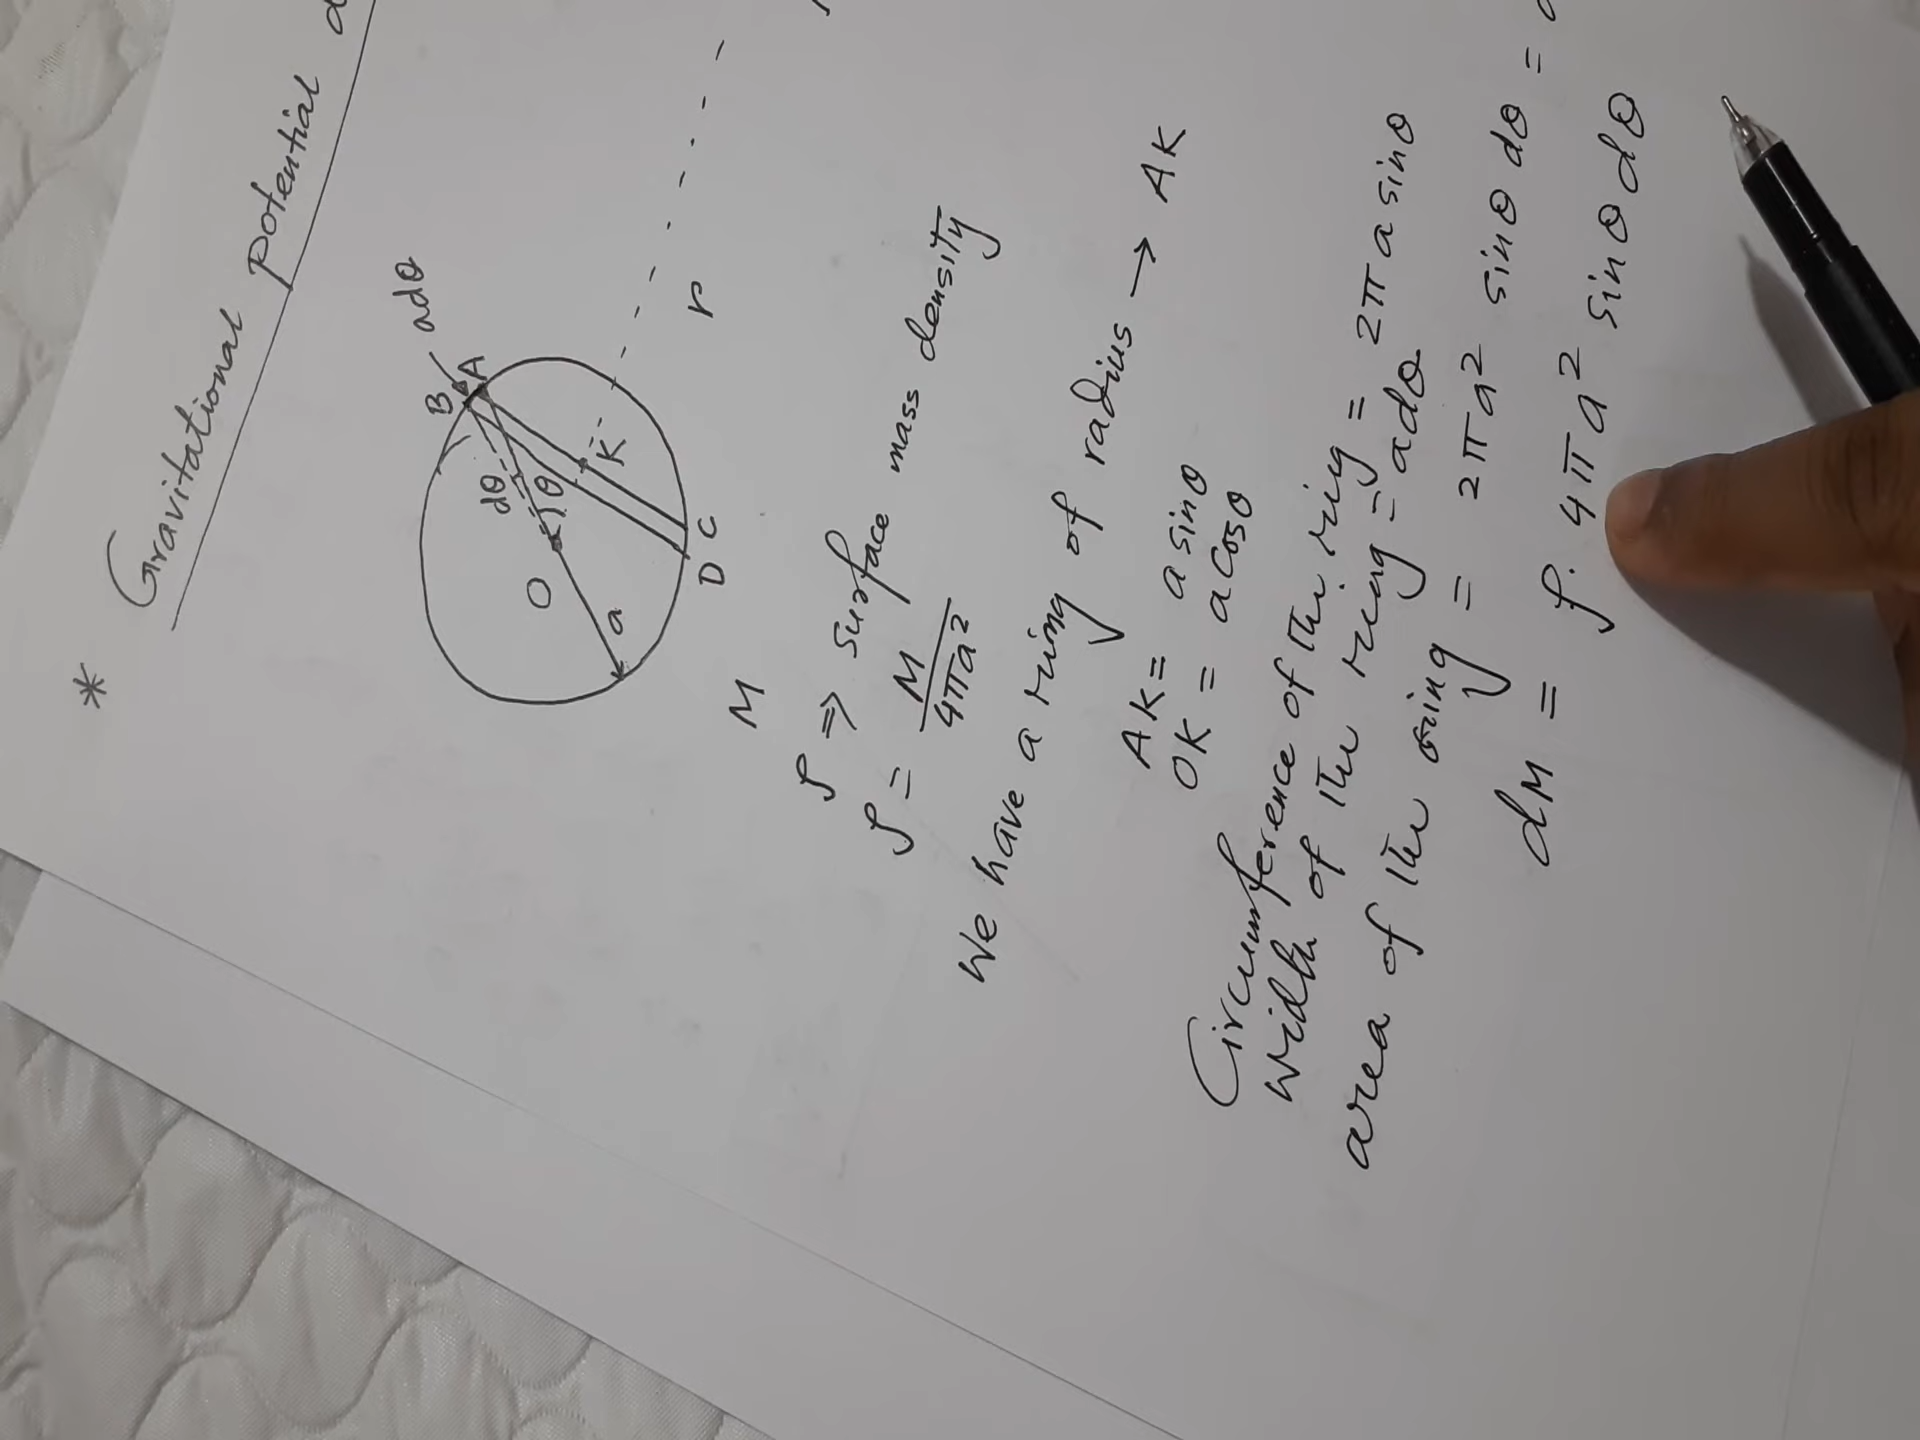 * Gravitational potential
adθ
B A
dθ
θ
K
O
a
D C
r
M
ρ ⇒ surface mass density
ρ = M/4πa²
We have a ring of radius → AK
AK = a sinθ
OK = a cosθ
Circumference of the ring = 2π a sinθ
width of the ring = adθ
area of the ring = 2πa² sinθ dθ =
dM = ρ. 4πa² sinθ dθ